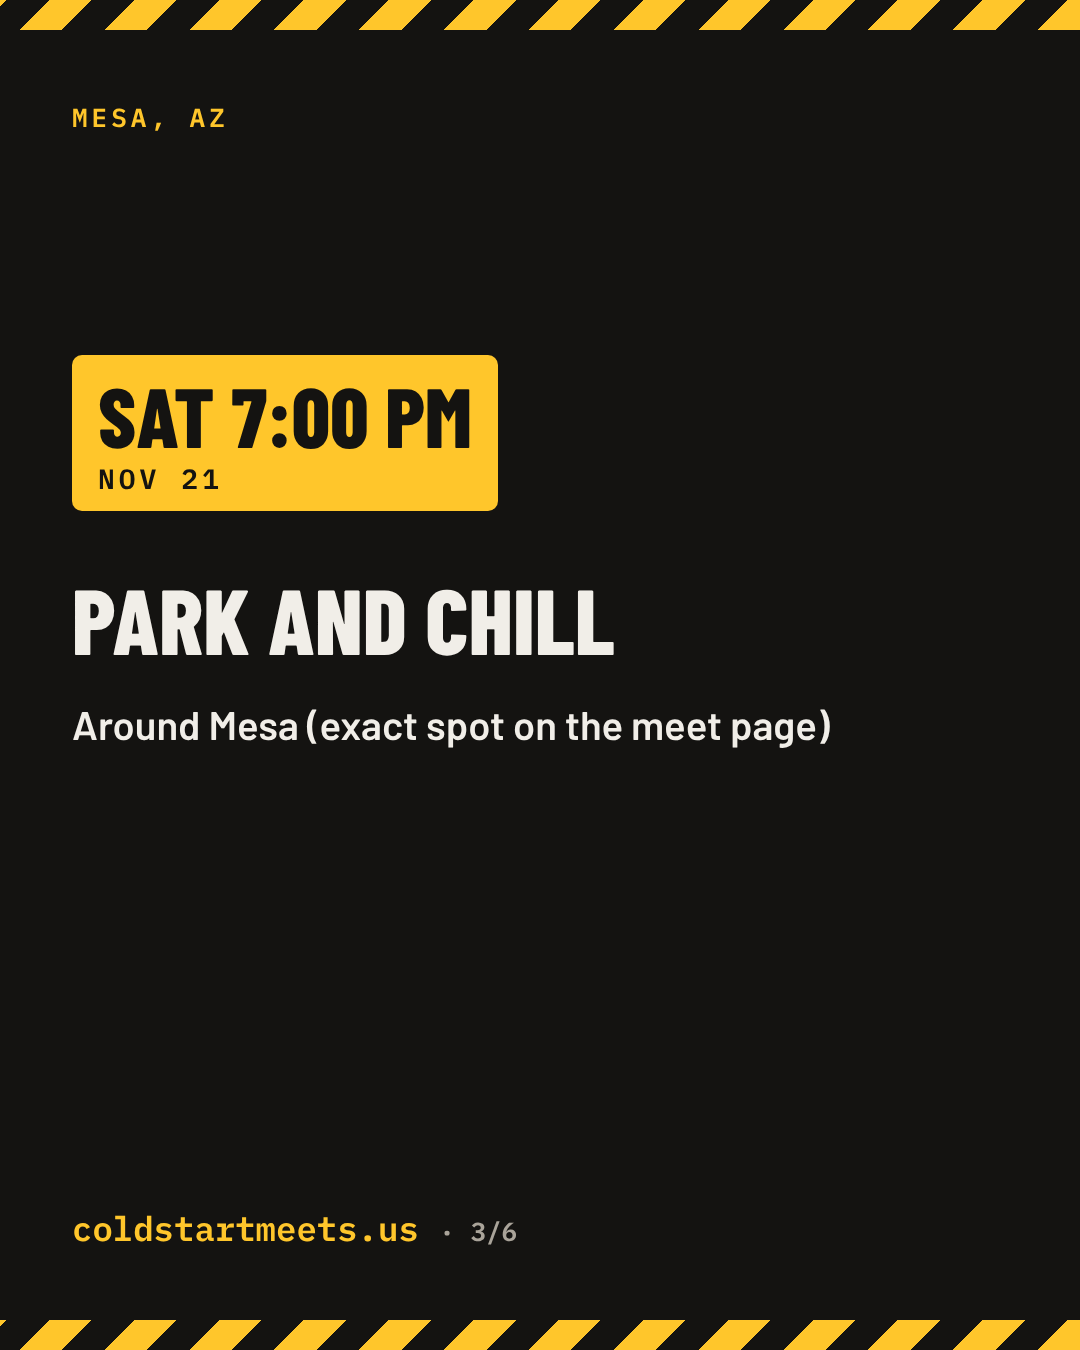 MESA, AZ
SAT 7:00 PM
NOV 21
PARK AND CHILL
Around Mesa (exact spot on the meet page)
coldstartmeets.us · 3/6